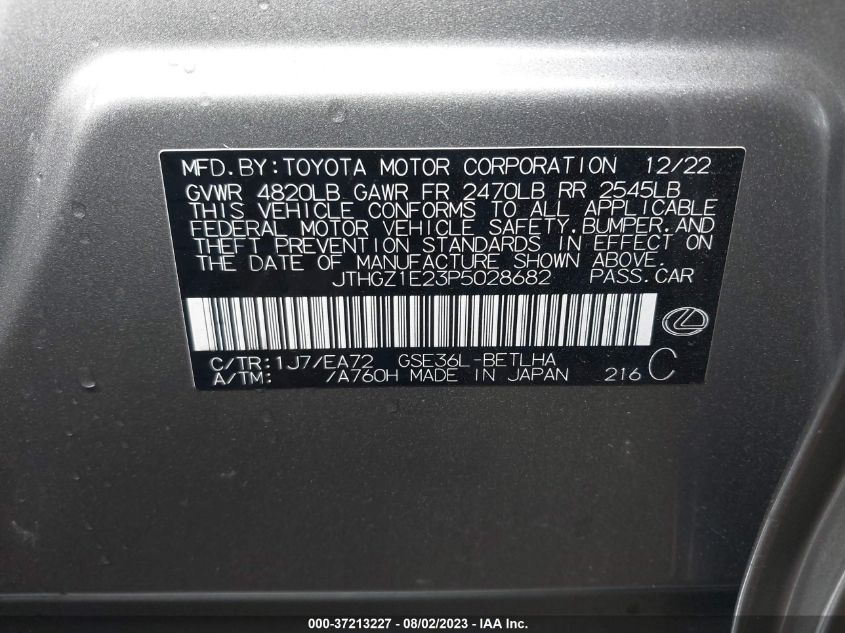 MFD.BY:TOYOTA MOTOR CORPORATION 12/22
GVWR 4820LB GAWR FR 2470LB RR 2545LB
THIS VEHICLE CONFORMS TO ALL APPLICABLE
FEDERAL MOTOR VEHICLE SAFETY,BUMPER,AND
THEFT PREVENTION STANDARDS IN EFFECT ON
THE DATE OF MANUFACTURE SHOWN ABOVE.
JTHGZ1E23P5028682 PASS.CAR
C/TR:1J7/EA72 GSE36L-BETLHA
A/TM: /A760H MADE IN JAPAN 216 C
000-37213227 - 08/02/2023 - IAA Inc.